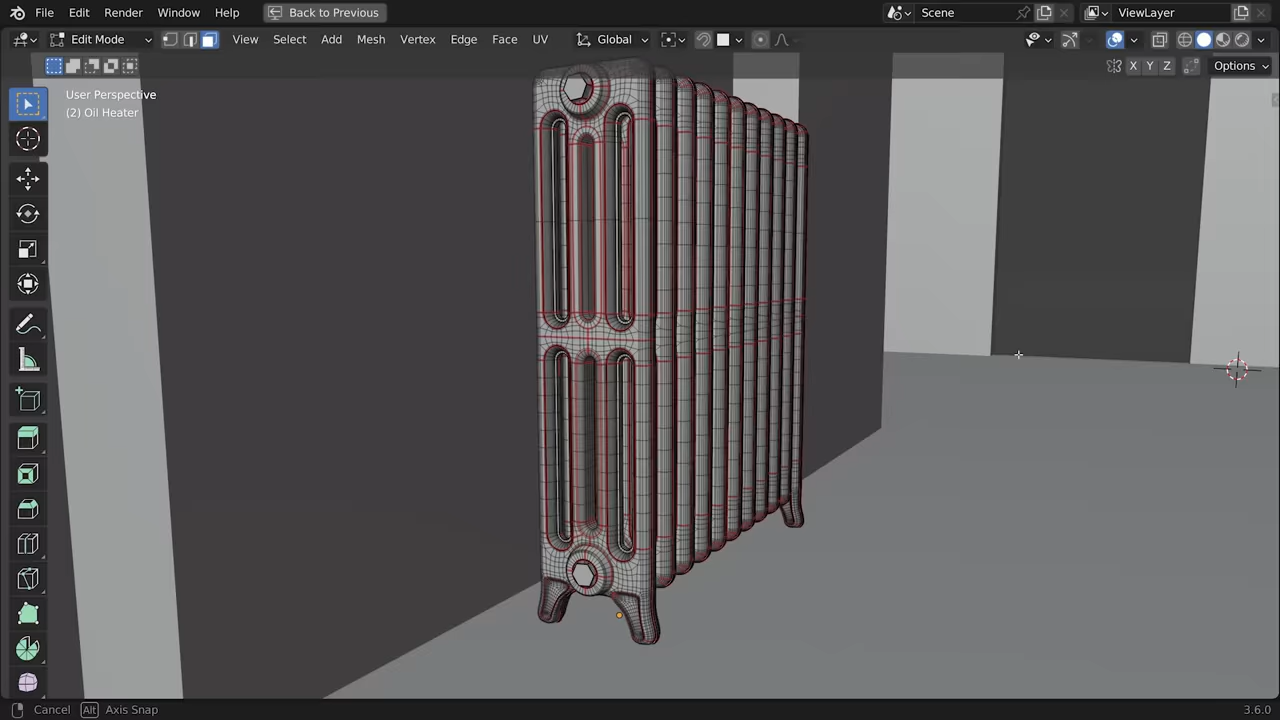 File Edit Render Window Help Back to Previous Scene ViewLayer
Edit Mode View Select Add Mesh Vertex Edge Face UV Global
X Y Z Options
User Perspective
(2) Oil Heater
Cancel Alt Axis Snap 3.6.0